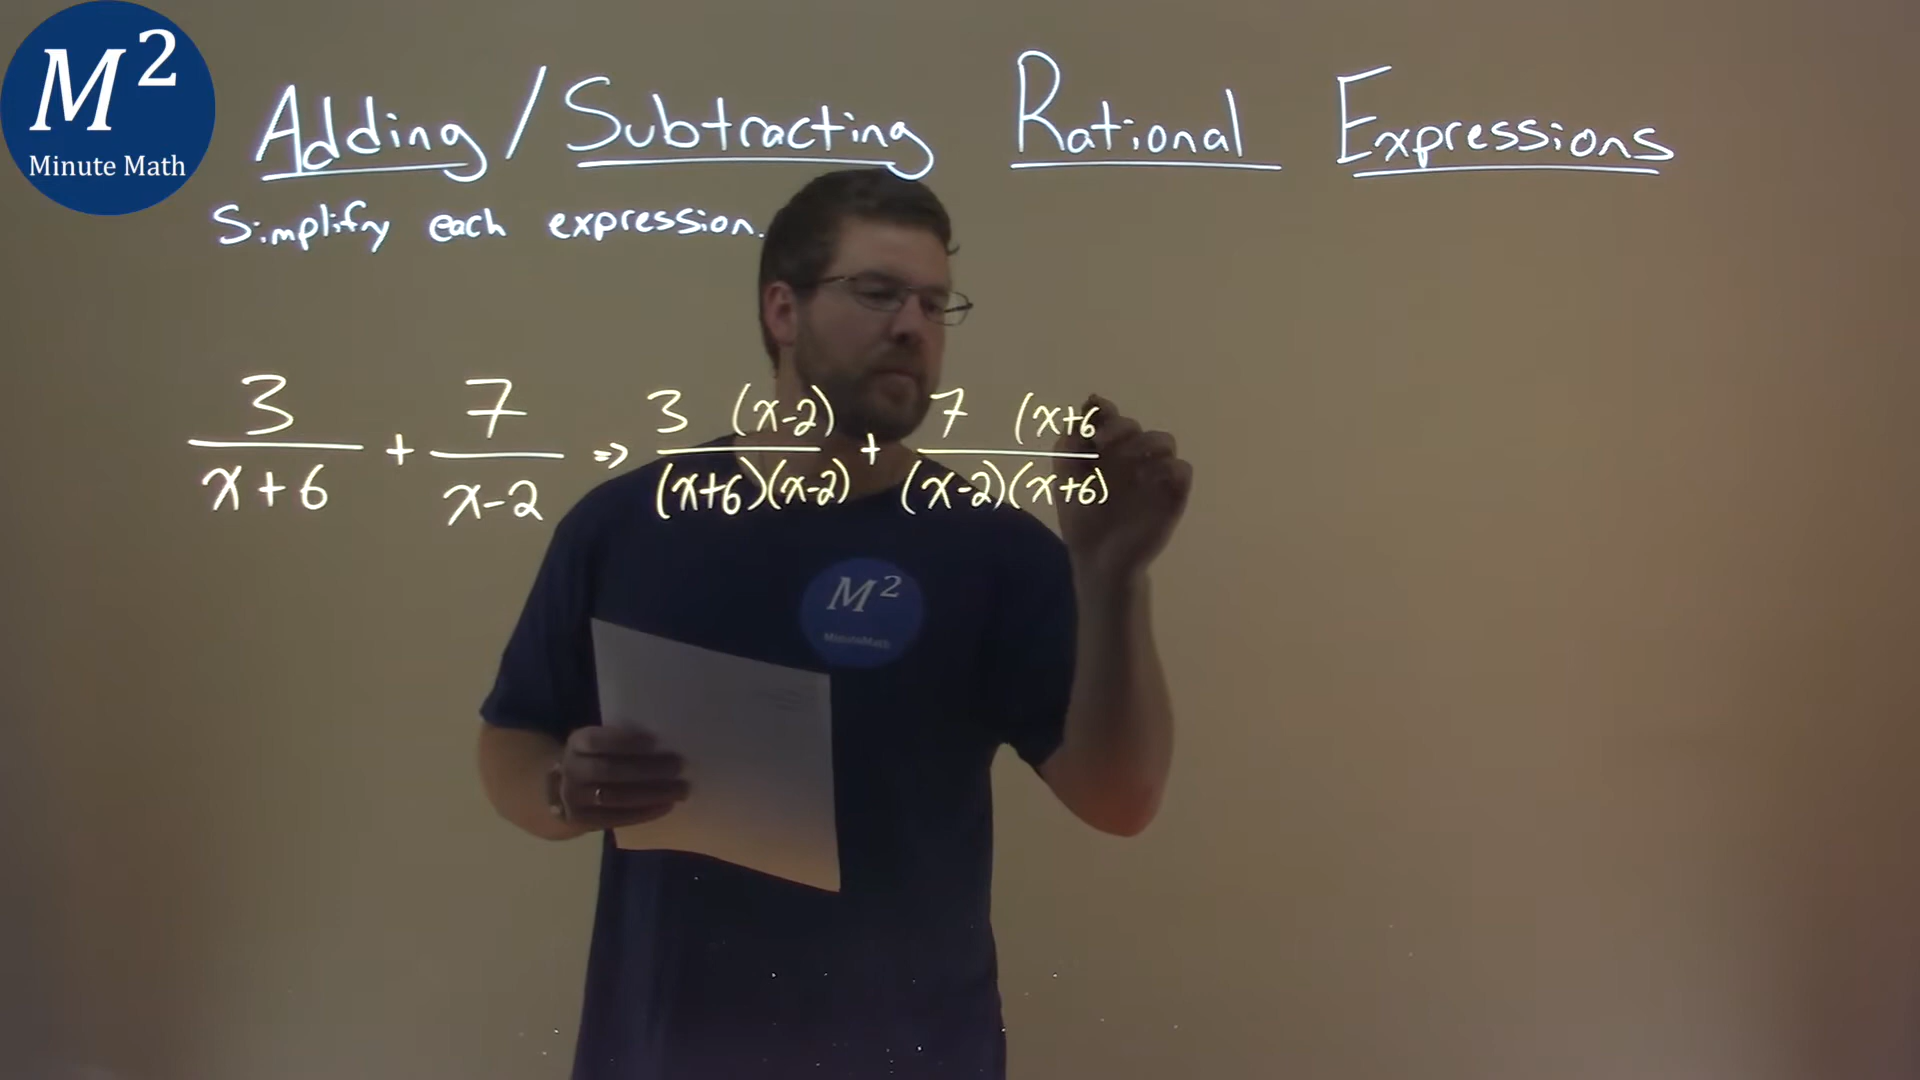 M²
Minute Math
Adding/Subtracting Rational Expressions
Simplify each expression.
3/(x+6) + 7/(x-2) => 3 (x-2)/(x+6)(x-2) + 7 (x+6/(x-2)(x+6)
M²
MinuteMath